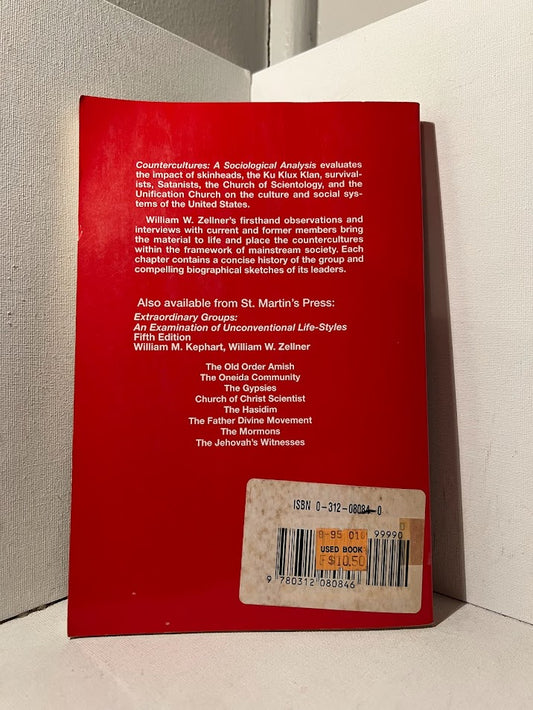 Countercultures: A Sociological Analysis evaluates
the impact of skinheads, the Ku Klux Klan, survival-
ists, Satanists, the Church of Scientology, and the
Unification Church on the culture and social sys-
tems of the United States.
William W. Zellner's firsthand observations and
interviews with current and former members bring
the material to life and place the countercultures
within the framework of mainstream society. Each
chapter contains a concise history of the group and
compelling biographical sketches of its leaders.
Also available from St. Martin's Press:
Extraordinary Groups:
An Examination of Unconventional Life-Styles
Fifth Edition
William M. Kephart, William W. Zellner
The Old Order Amish
The Oneida Community
The Gypsies
Church of Christ Scientist
The Hasidim
The Father Divine Movement
The Mormons
The Jehovah's Witnesses
ISBN 0-312-08084-0
0-95 010 99990
USED BOOK
F$10.50
9 780312 080846